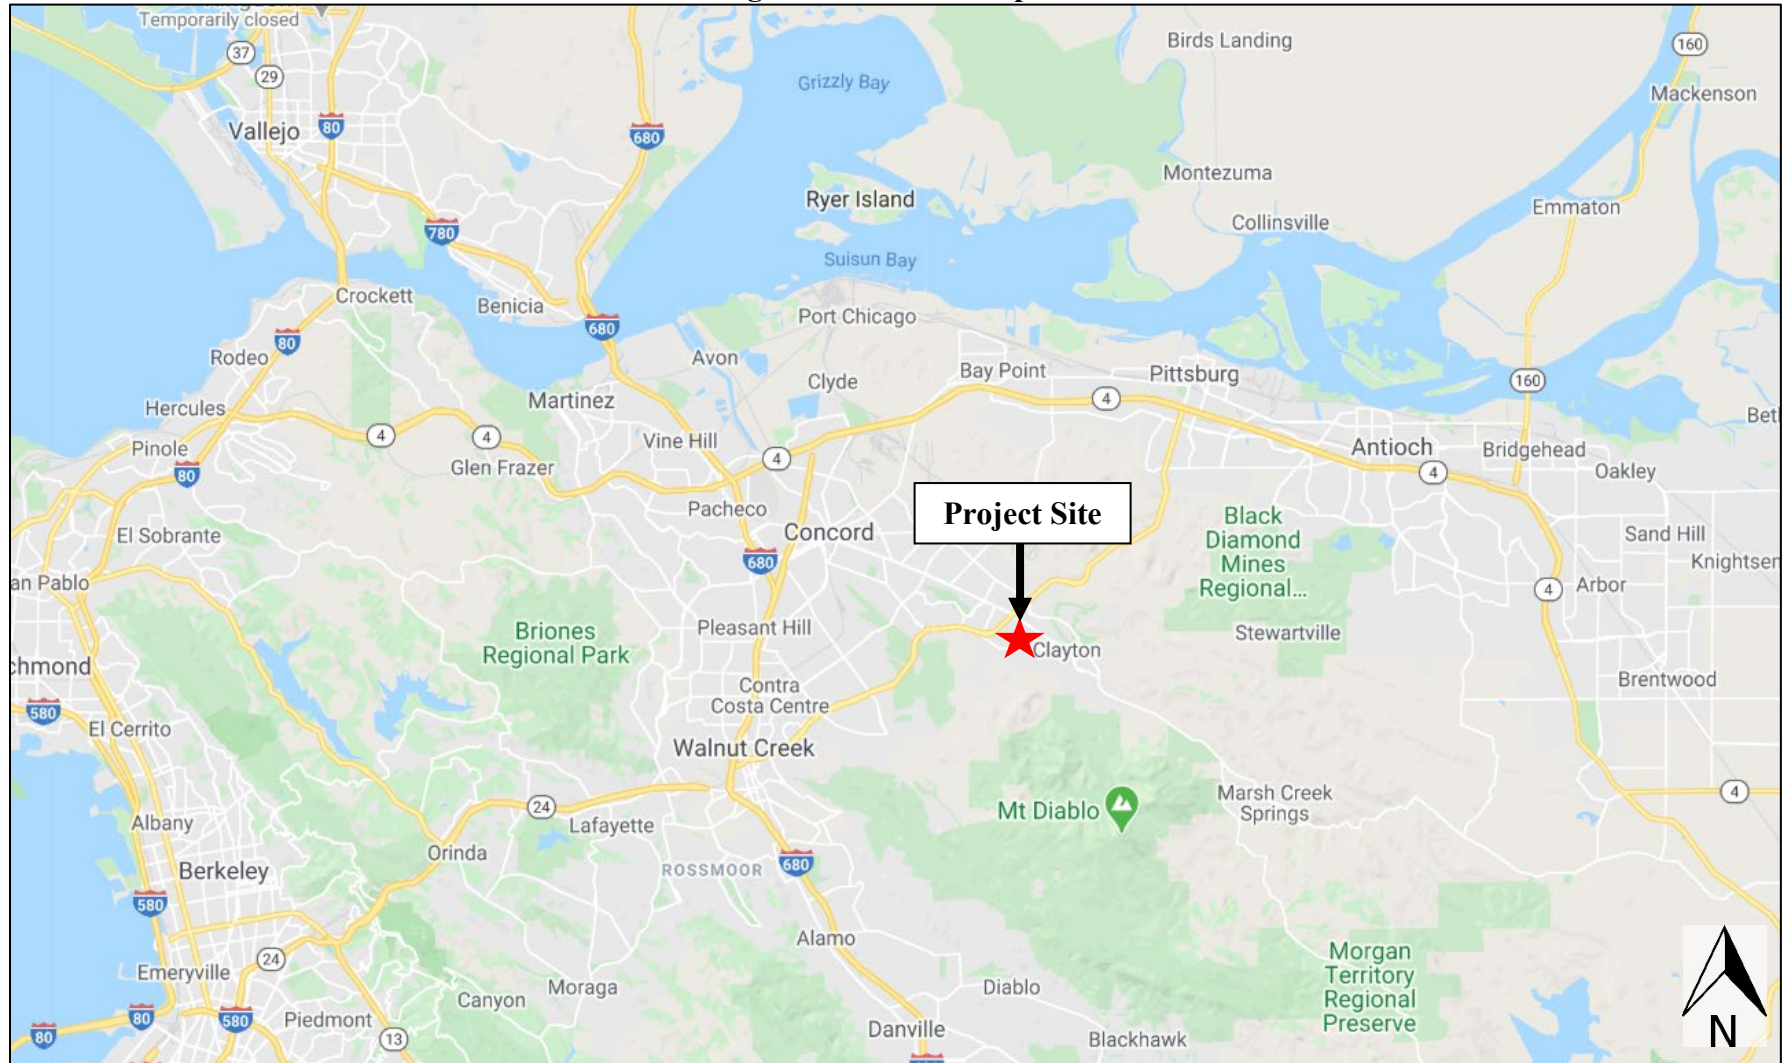 Temporarily closed
Birds Landing
160
37
29
Grizzly Bay
Mackenson
Vallejo
80
680
Montezuma
Ryer Island
Emmaton
Collinsville
780
Suisun Bay
Crockett
Benicia
Port Chicago
680
80
Rodeo
Avon
Bay Point
Pittsburg
Clyde
160
Martinez
4
Hercules
Bet
4
4
Vine Hill
Pinole
Antioch
Bridgehead
4
Glen Frazer
80
4
Oakley
Pacheco
Project Site
Black
Diamond
Mines
Regional...
Concord
El Sobrante
Sand Hill
680
Knightsen
an Pablo
4
Arbor
Briones
Regional Park
Pleasant Hill
Stewartville
Clayton
chmond
Contra
Costa Centre
Brentwood
580
El Cerrito
Walnut Creek
Marsh Creek
Springs
4
Mt Diablo
24
Albany
Lafayette
Orinda
ROSSMOOR
680
Berkeley
580
Alamo
24
Morgan
Territory
Regional
Preserve
Emeryville
Canyon
Moraga
Diablo
80
580
Piedmont
80
13
Danville
Blackhawk
N